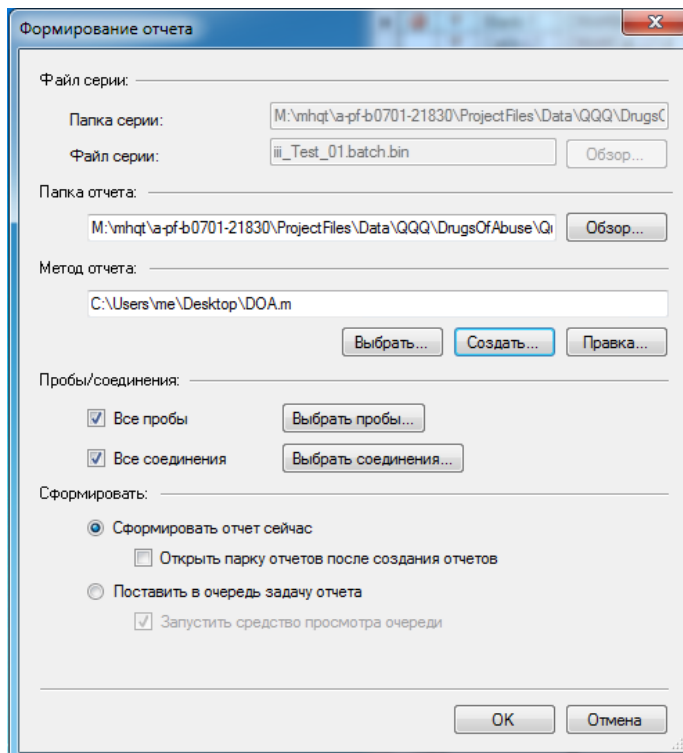 Формирование отчета
Файл серии:
Папка серии: M:\mhqt\a-pf-b0701-21830\ProjectFiles\Data\QQQ\DrugsO
Файл серии: iii_Test_01.batch.bin Обзор...
Папка отчета:
M:\mhqt\a-pf-b0701-21830\ProjectFiles\Data\QQQ\DrugsOfAbuse\Qu Обзор...
Метод отчета:
C:\Users\me\Desktop\DOA.m
Выбрать... Создать... Правка...
Пробы/соединения:
Все пробы Выбрать пробы...
Все соединения Выбрать соединения...
Сформировать:
Сформировать отчет сейчас
Открыть парку отчетов после создания отчетов
Поставить в очередь задачу отчета
Запустить средство просмотра очереди
OK Отмена